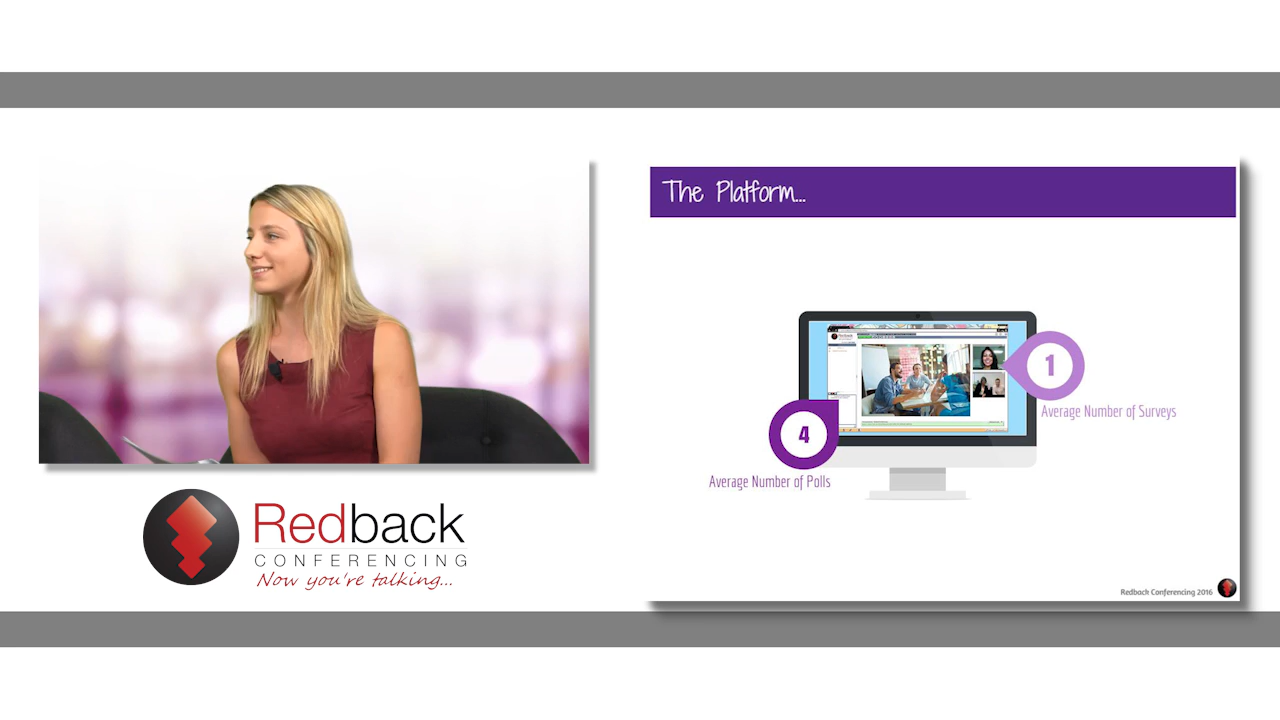 The Platform...
1
Average Number of Surveys
4
Average Number of Polls
Redback
CONFERENCING
Now you're talking...
Redback Conferencing 2016